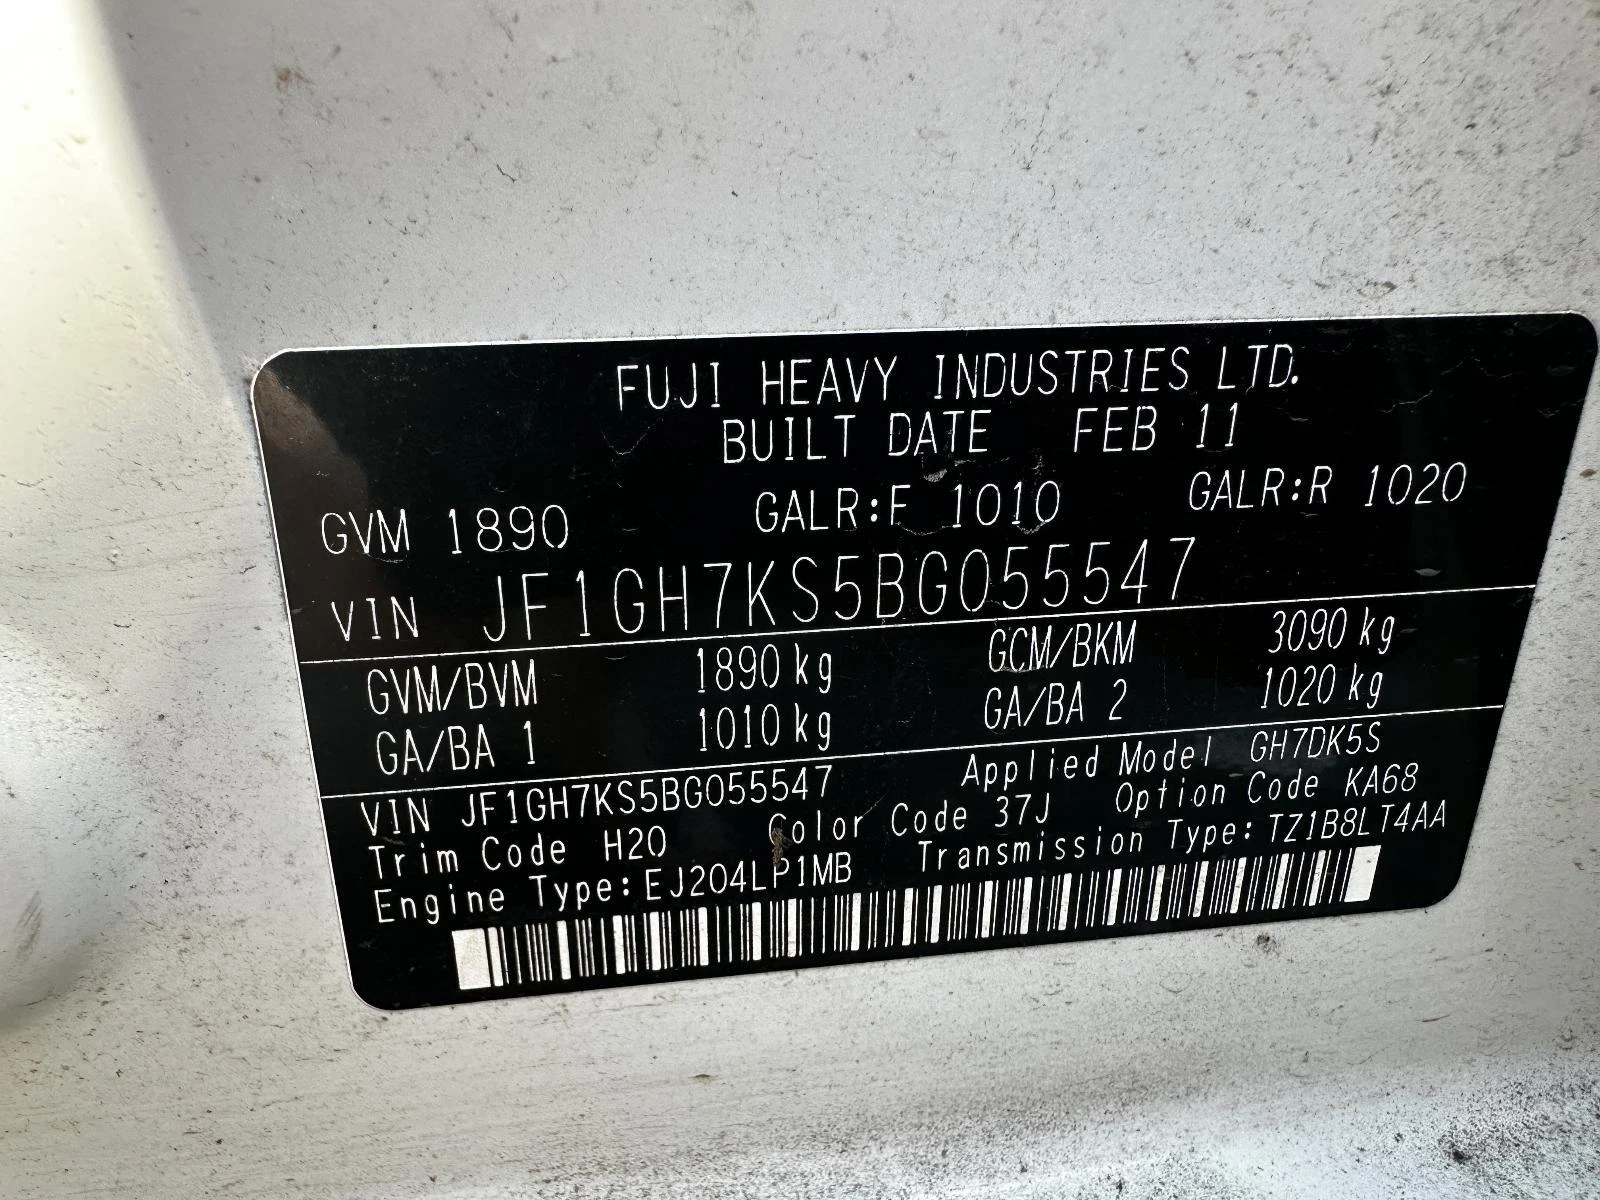 FUJI HEAVY INDUSTRIES LTD.
BUILT DATE FEB 11
GVM 1890 GALR:F 1010 GALR:R 1020
VIN JF1GH7KS5BG055547
GVM/BVM 1890 kg GCM/BKM 3090 kg
GA/BA 1 1010 kg GA/BA 2 1020 kg
VIN JF1GH7KS5BG055547 Applied Model GH7DK5S
Trim Code H20 Color Code 37J Option Code KA68
Engine Type:EJ204LP1MB Transmission Type:TZ1B8LT4AA